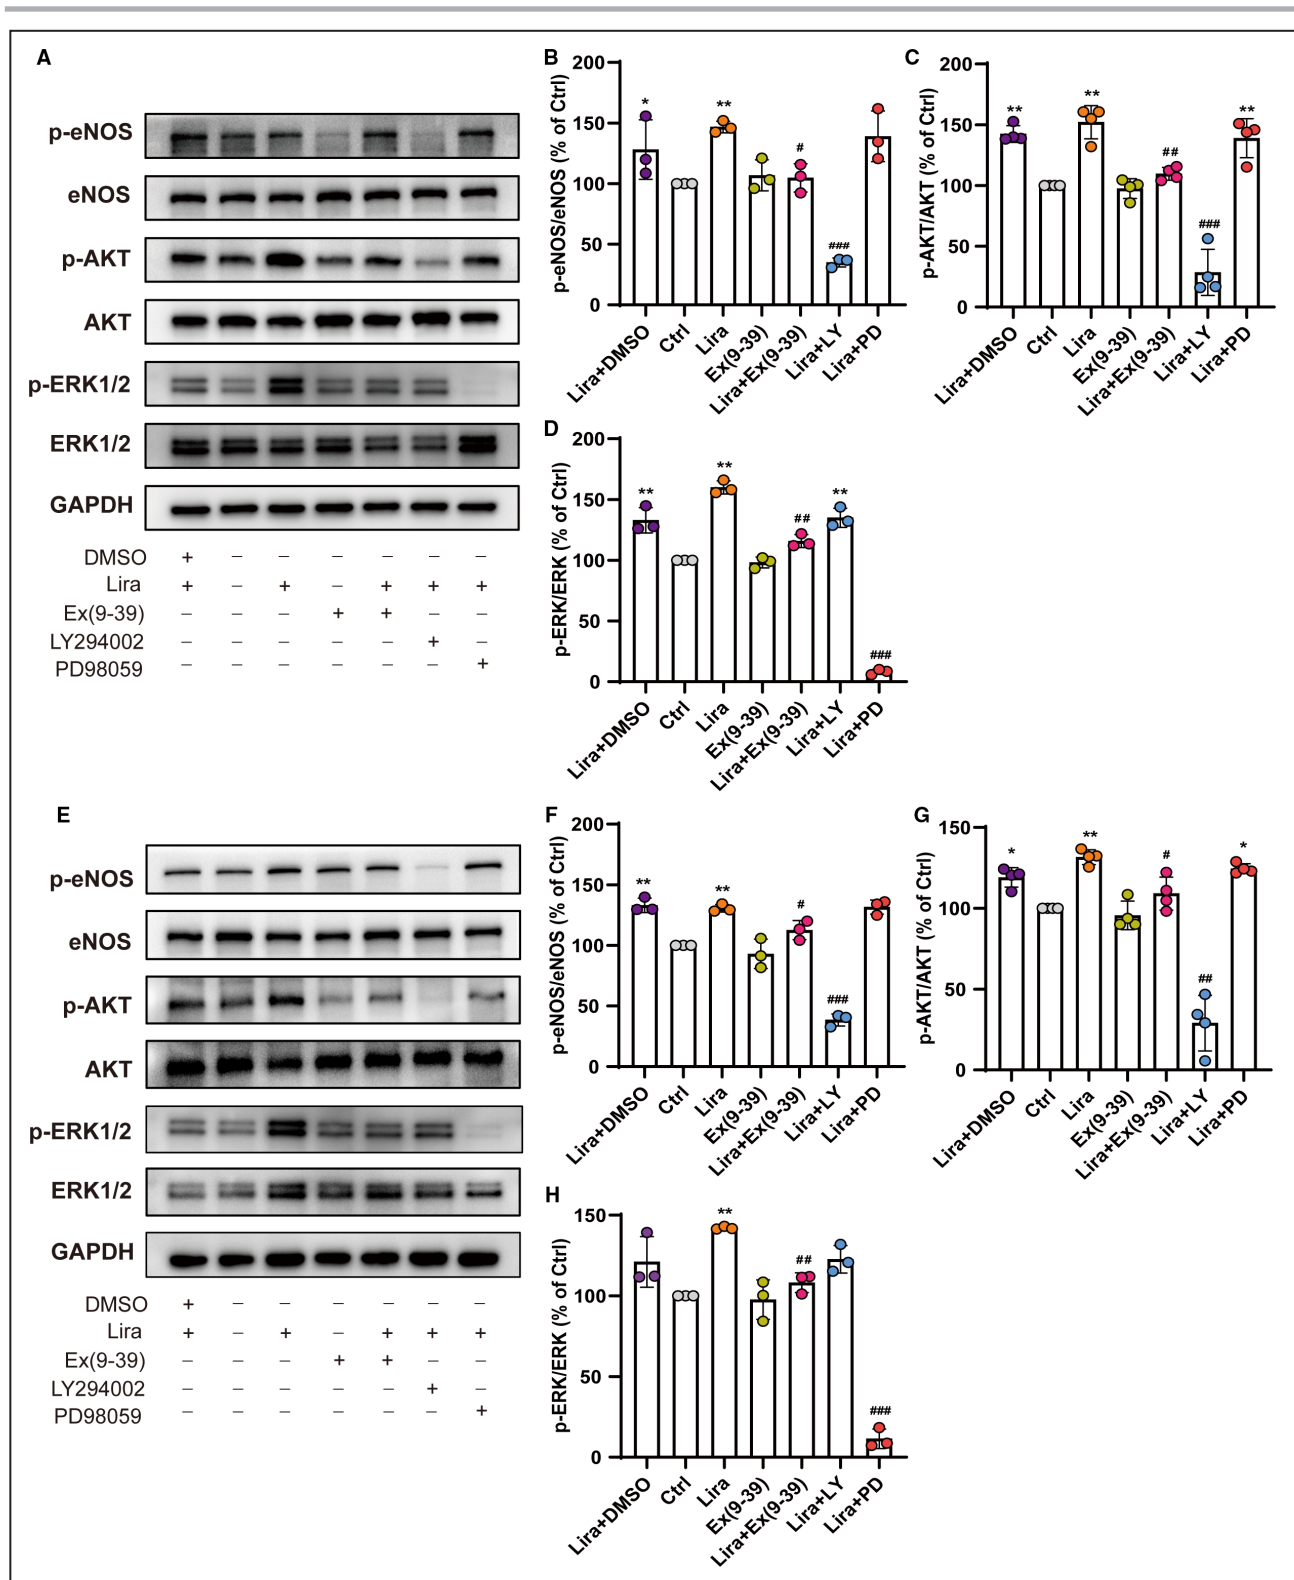 A
p-eNOS
eNOS
p-AKT
AKT
p-ERK1/2
ERK1/2
GAPDH
DMSO + − − − − − −
Lira + − + − + + +
Ex(9-39) − − − + + − −
LY294002 − − − − − + −
PD98059 − − − − − − +
B
p-eNOS/eNOS (% of Ctrl)
200
150
100
50
0
* ** # ###
Lira+DMSO Ctrl Lira Ex(9-39) Lira+Ex(9-39) Lira+LY Lira+PD
C
p-AKT/AKT (% of Ctrl)
200
150
100
50
0
** ** ## ### **
Lira+DMSO Ctrl Lira Ex(9-39) Lira+Ex(9-39) Lira+LY Lira+PD
D
p-ERK/ERK (% of Ctrl)
200
150
100
50
0
** ** ## ** ###
Lira+DMSO Ctrl Lira Ex(9-39) Lira+Ex(9-39) Lira+LY Lira+PD
E
p-eNOS
eNOS
p-AKT
AKT
p-ERK1/2
ERK1/2
GAPDH
DMSO + − − − − − −
Lira + − + − + + +
Ex(9-39) − − − + + − −
LY294002 − − − − − + −
PD98059 − − − − − − +
F
p-eNOS/eNOS (% of Ctrl)
200
150
100
50
0
** ** # ###
Lira+DMSO Ctrl Lira Ex(9-39) Lira+Ex(9-39) Lira+LY Lira+PD
G
p-AKT/AKT (% of Ctrl)
150
100
50
0
* ** # ## *
Lira+DMSO Ctrl Lira Ex(9-39) Lira+Ex(9-39) Lira+LY Lira+PD
H
p-ERK/ERK (% of Ctrl)
150
100
50
0
** ## ###
Lira+DMSO Ctrl Lira Ex(9-39) Lira+Ex(9-39) Lira+LY Lira+PD